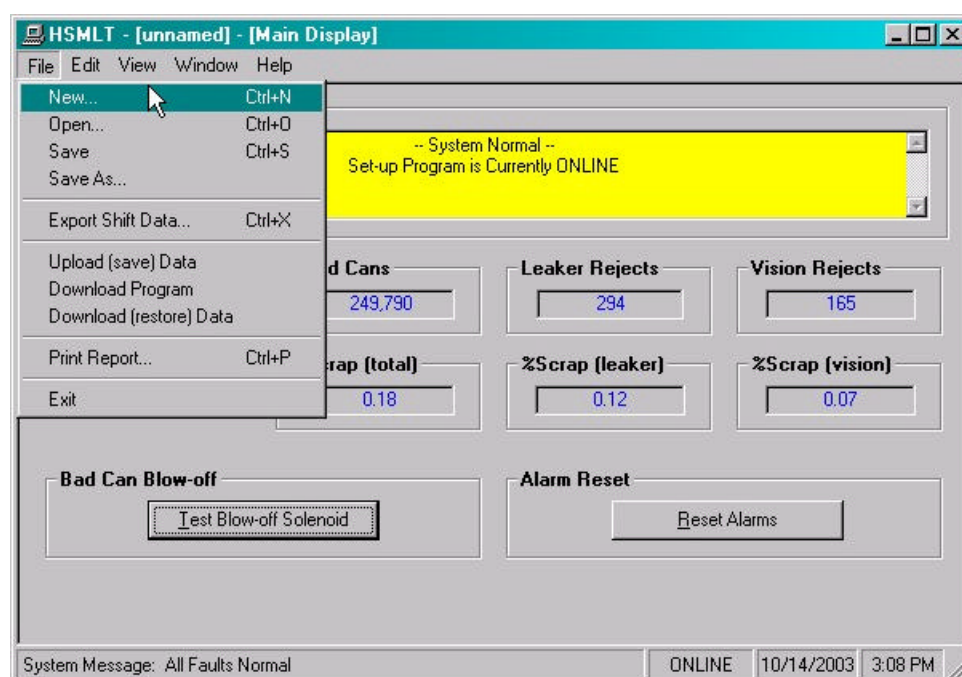 HSMLT - [unnamed] - [Main Display]
File Edit View Window Help
New... Ctrl+N
Open... Ctrl+O
Save Ctrl+S
Save As...
Export Shift Data... Ctrl+X
Upload (save) Data
Download Program
Download (restore) Data
Print Report... Ctrl+P
Exit
-- System Normal --
Set-up Program is Currently ONLINE
d Cans Leaker Rejects Vision Rejects
249,790 294 165
rap (total) %Scrap (leaker) %Scrap (vision)
0.18 0.12 0.07
Bad Can Blow-off Alarm Reset
Test Blow-off Solenoid Reset Alarms
System Message: All Faults Normal ONLINE 10/14/2003 3:08 PM